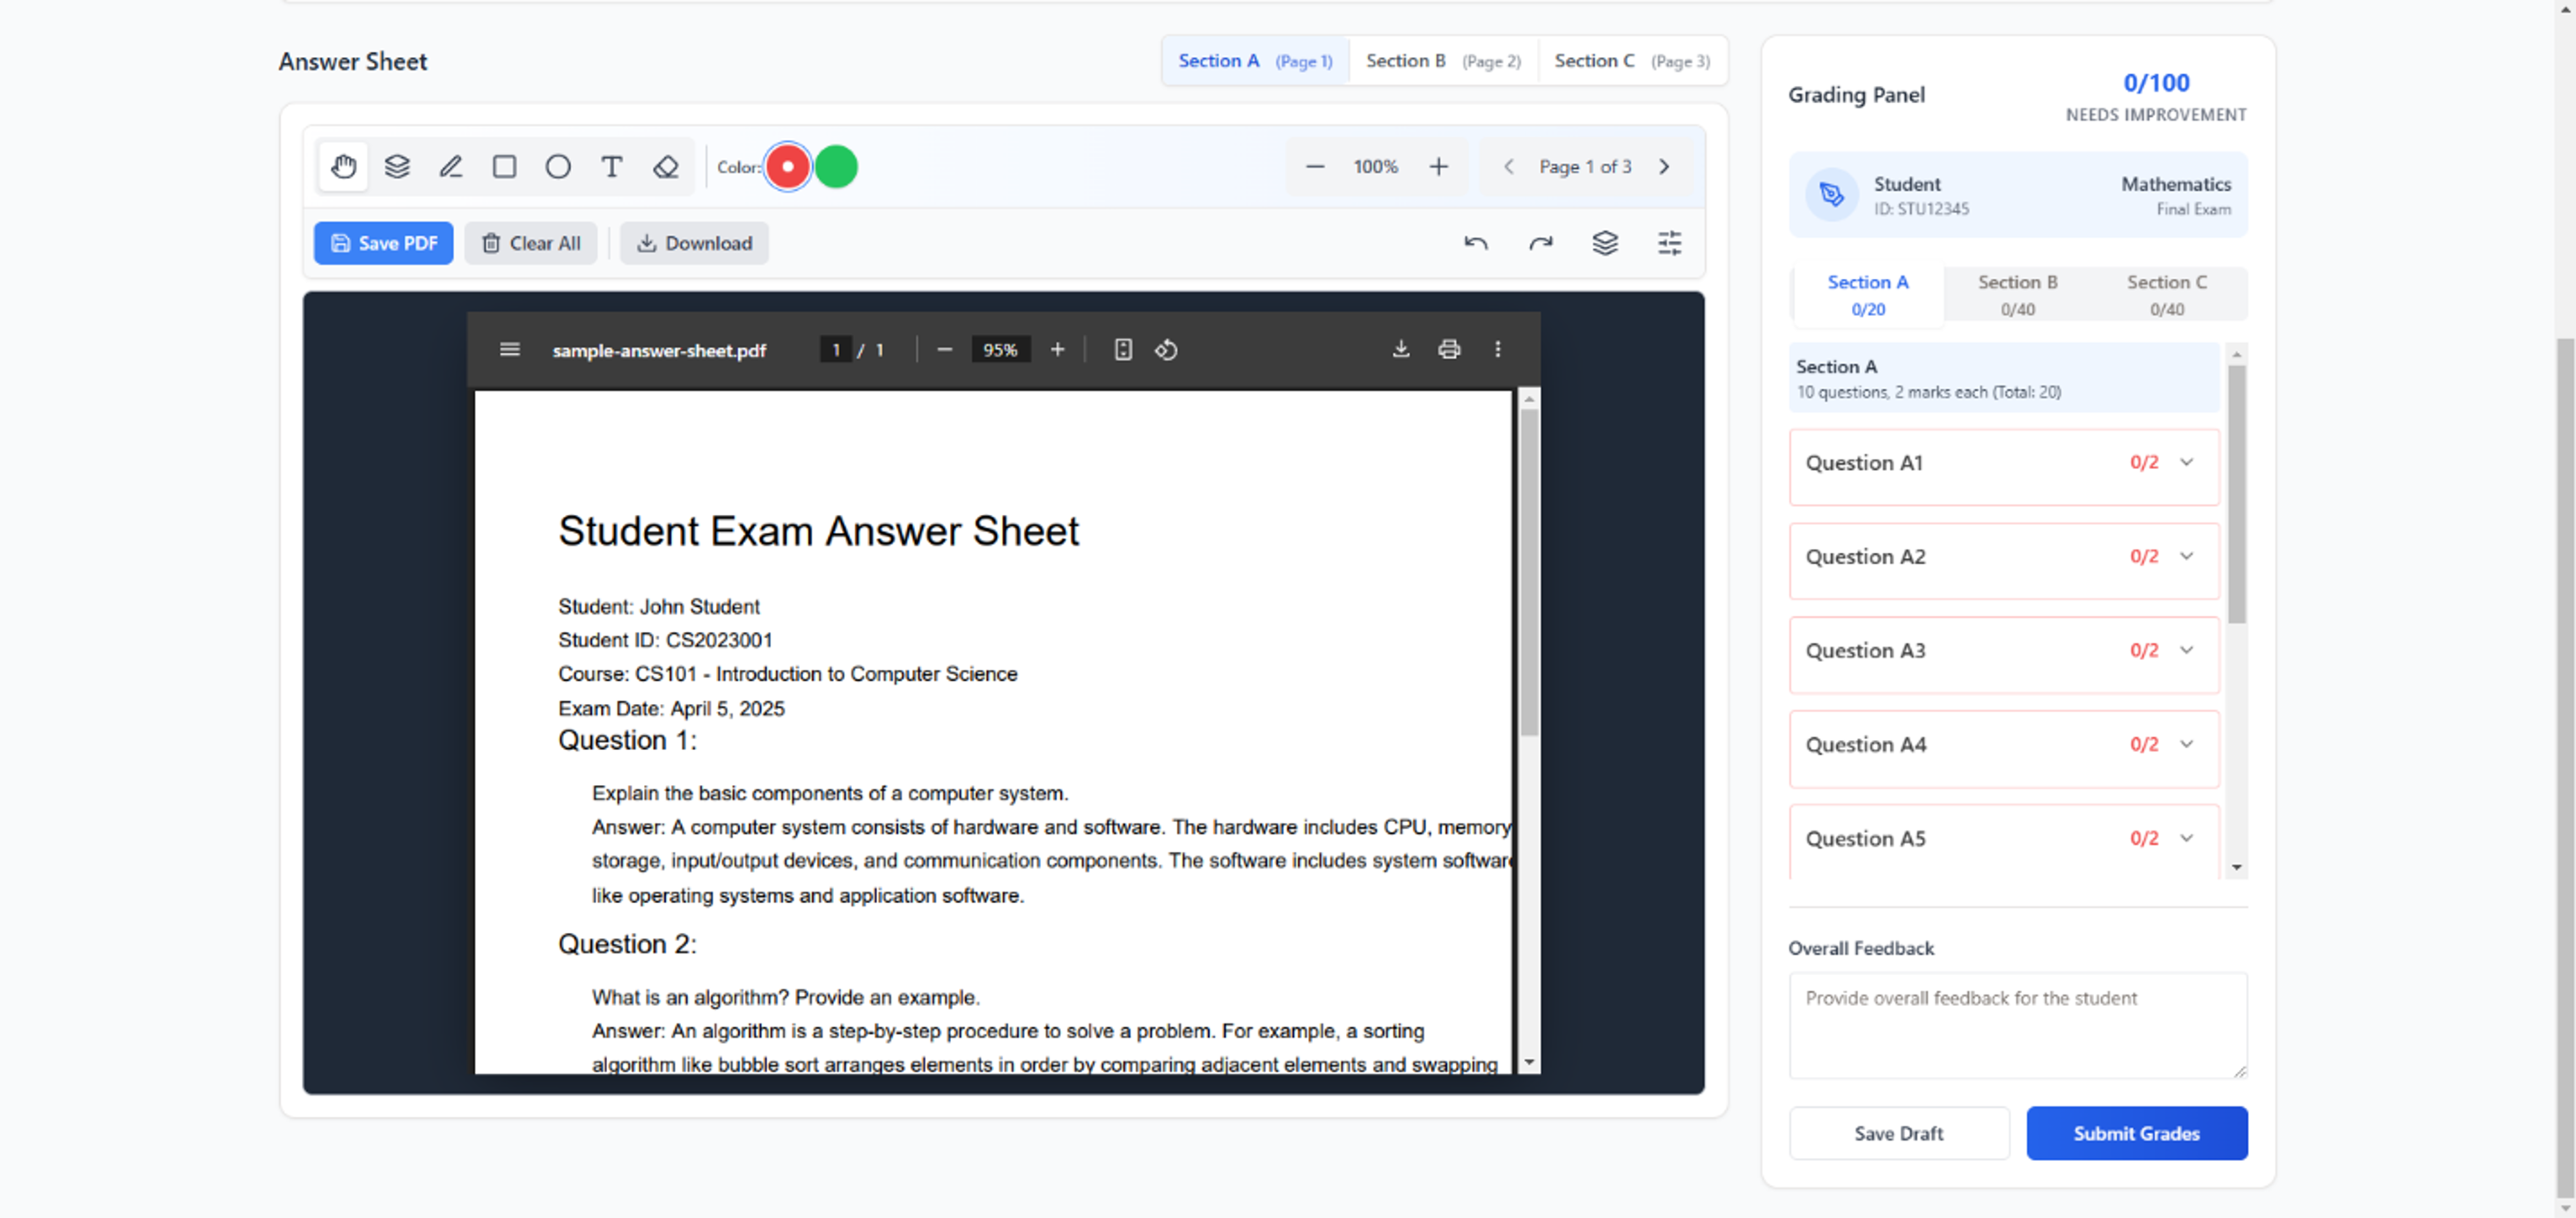 Answer Sheet
Section A (Page 1) Section B (Page 2) Section C (Page 3)
Color: 100% Page 1 of 3
Save PDF Clear All Download
sample-answer-sheet.pdf 1 / 1 95%
Student Exam Answer Sheet
Student: John Student
Student ID: CS2023001
Course: CS101 - Introduction to Computer Science
Exam Date: April 5, 2025
Question 1:
Explain the basic components of a computer system.
Answer: A computer system consists of hardware and software. The hardware includes CPU, memory
storage, input/output devices, and communication components. The software includes system software
like operating systems and application software.
Question 2:
What is an algorithm? Provide an example.
Answer: An algorithm is a step-by-step procedure to solve a problem. For example, a sorting
algorithm like bubble sort arranges elements in order by comparing adjacent elements and swapping
Grading Panel
0/100
NEEDS IMPROVEMENT
Student Mathematics
ID: STU12345 Final Exam
Section A Section B Section C
0/20 0/40 0/40
Section A
10 questions, 2 marks each (Total: 20)
Question A1 0/2
Question A2 0/2
Question A3 0/2
Question A4 0/2
Question A5 0/2
Overall Feedback
Provide overall feedback for the student
Save Draft Submit Grades